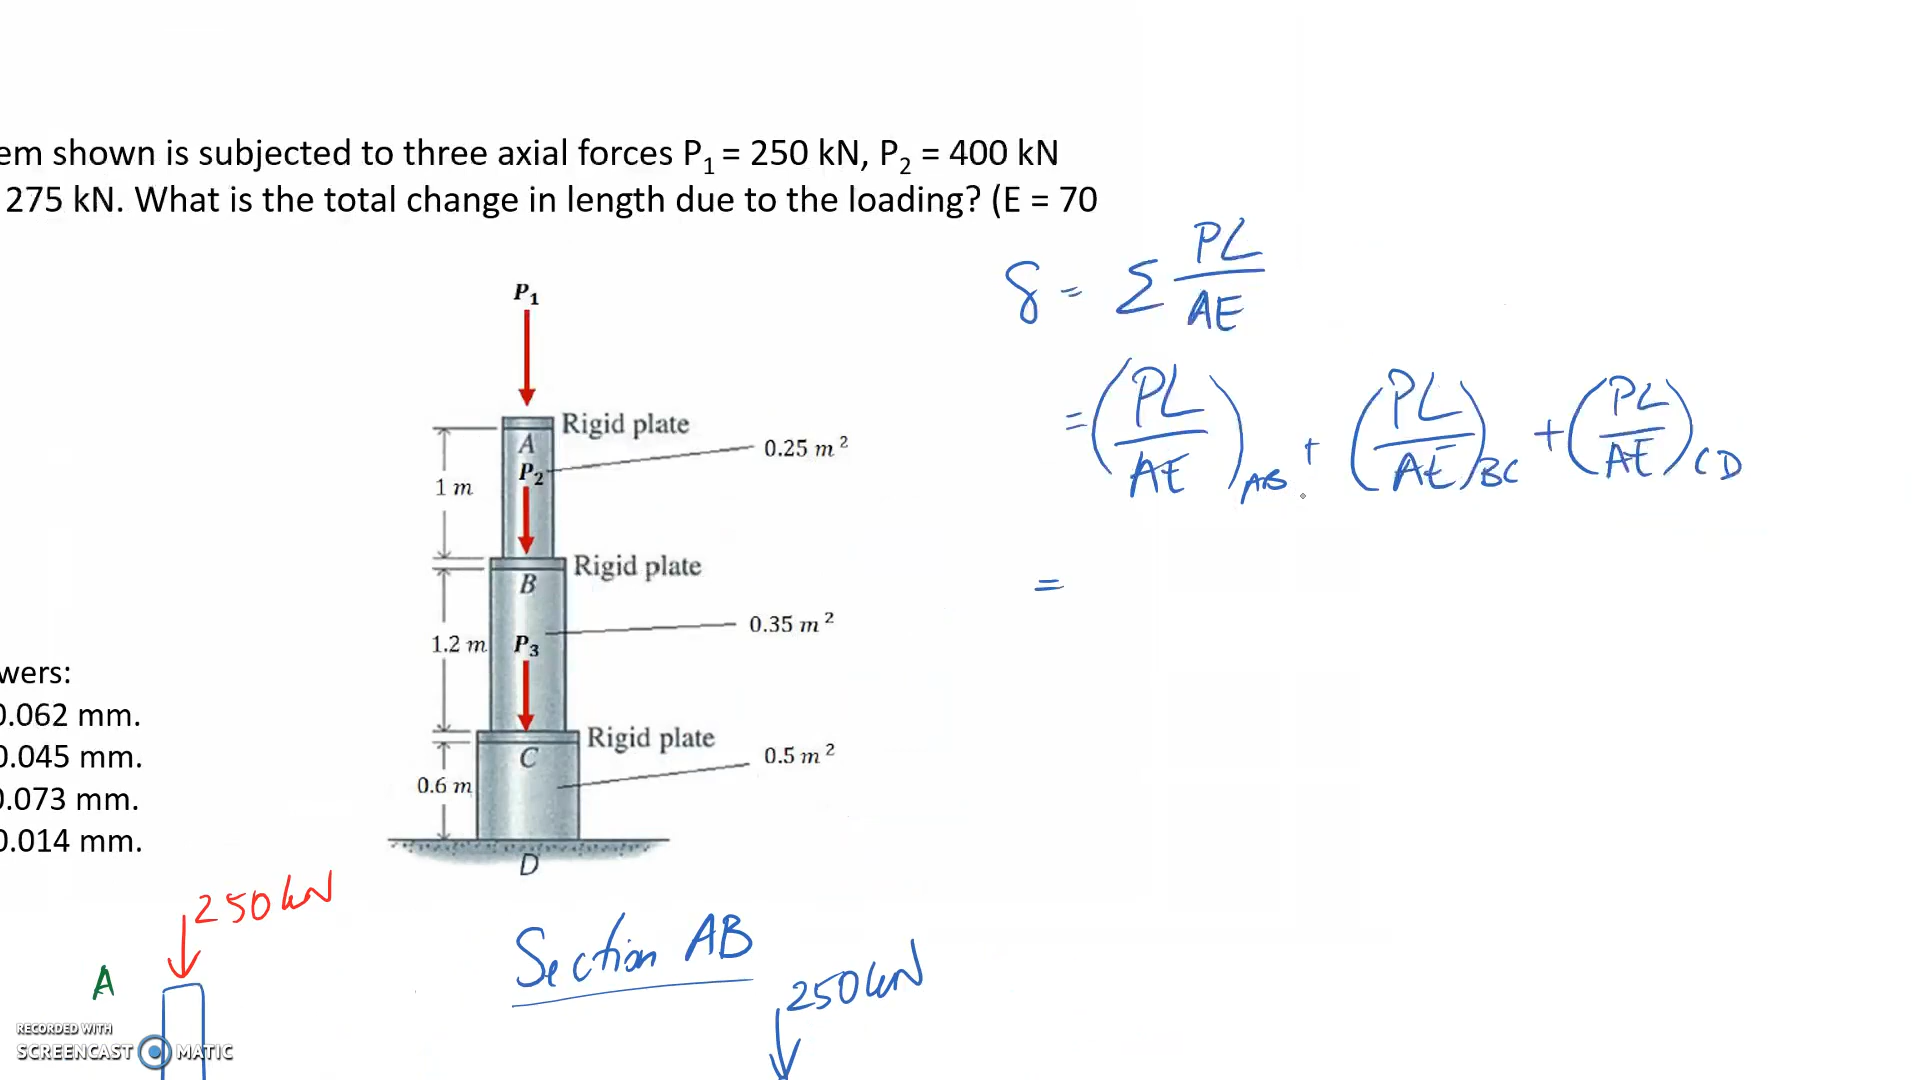 em shown is subjected to three axial forces P₁ = 250 kN, P₂ = 400 kN
275 kN. What is the total change in length due to the loading? (E = 70
δ = Σ PL/AE
= (PL/AE)AB + (PL/AE)BC + (PL/AE)CD
=
P₁
Rigid plate
A
0.25 m²
P₂
1 m
Rigid plate
B
0.35 m²
1.2 m
P₃
Rigid plate
C
0.5 m²
0.6 m
D
wers:
0.062 mm.
0.045 mm.
0.073 mm.
0.014 mm.
250 kN
A
Section AB
250 kN
RECORDED WITH
SCREENCAST MATIC